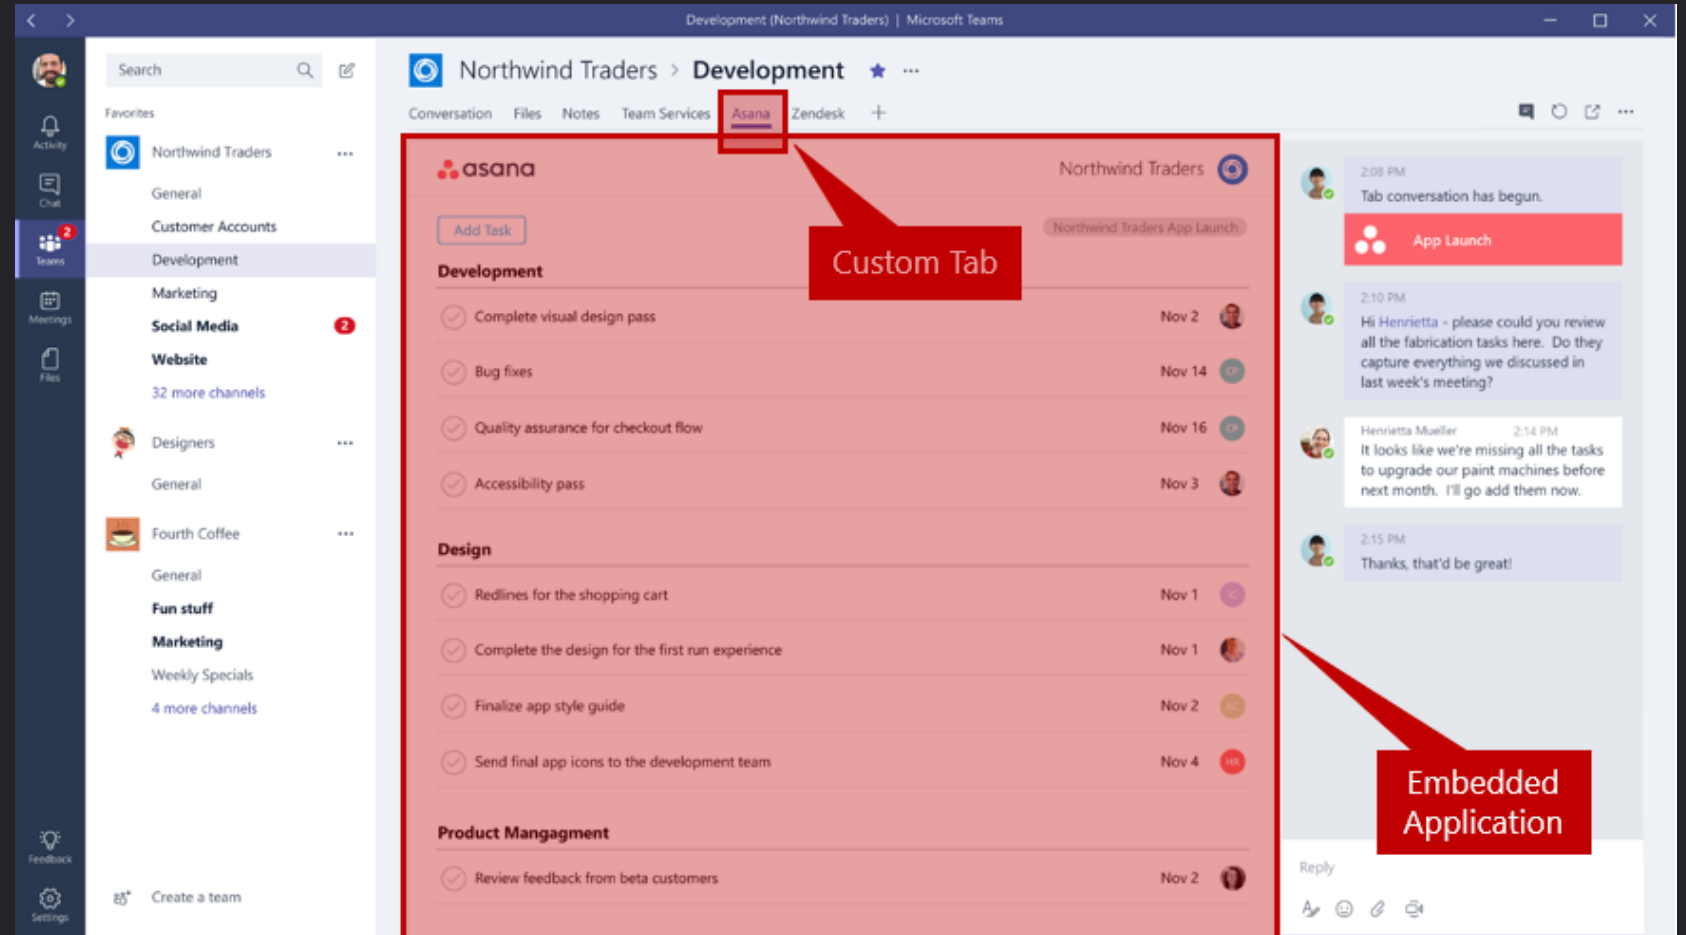 Development (Northwind Traders) | Microsoft Teams
Search
Northwind Traders > Development
Activity
Chat
2
Teams
Meetings
Files
Feedback
Settings
Favorites
Northwind Traders
General
Customer Accounts
Development
Marketing
Social Media 2
Website
32 more channels
Designers
General
Fourth Coffee
General
Fun stuff
Marketing
Weekly Specials
4 more channels
Create a team
Conversation Files Notes Team Services Asana Zendesk
asana
Northwind Traders
Add Task
Northwind Traders App Launch
Custom Tab
Development
Complete visual design pass Nov 2
Bug fixes Nov 14 CP
Quality assurance for checkout flow Nov 16 CP
Accessibility pass Nov 3
Design
Redlines for the shopping cart Nov 1 IC
Complete the design for the first run experience Nov 1
Finalize app style guide Nov 2 AC
Send final app icons to the development team Nov 4 HR
Product Mangagment
Review feedback from beta customers Nov 2
2:08 PM
Tab conversation has begun.
App Launch
2:10 PM
Hi Henrietta - please could you review
all the fabrication tasks here. Do they
capture everything we discussed in
last week's meeting?
Henrietta Mueller 2:14 PM
It looks like we're missing all the tasks
to upgrade our paint machines before
next month. I'll go add them now.
2:15 PM
Thanks, that'd be great!
Embedded
Application
Reply